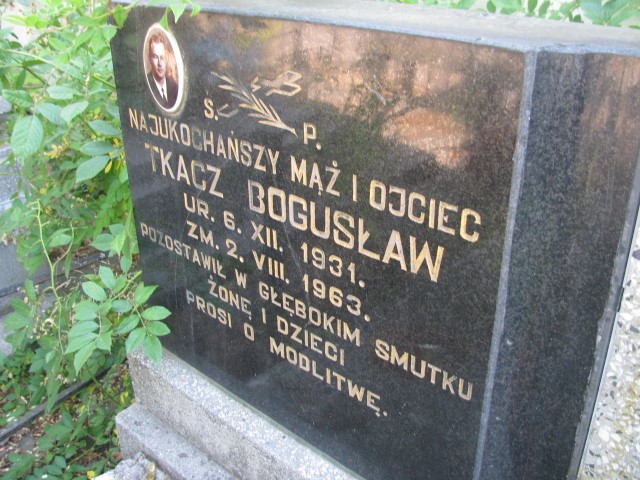 S. P.
NAJUKOCHAŃSZY MĄŻ I OJCIEC
TKACZ BOGUSŁAW
UR. 6. XII. 1931.
ZM. 2. VIII. 1963.
POZOSTAWIŁ W GŁĘBOKIM SMUTKU
ŻONĘ I DZIECI
PROSI O MODLITWĘ.